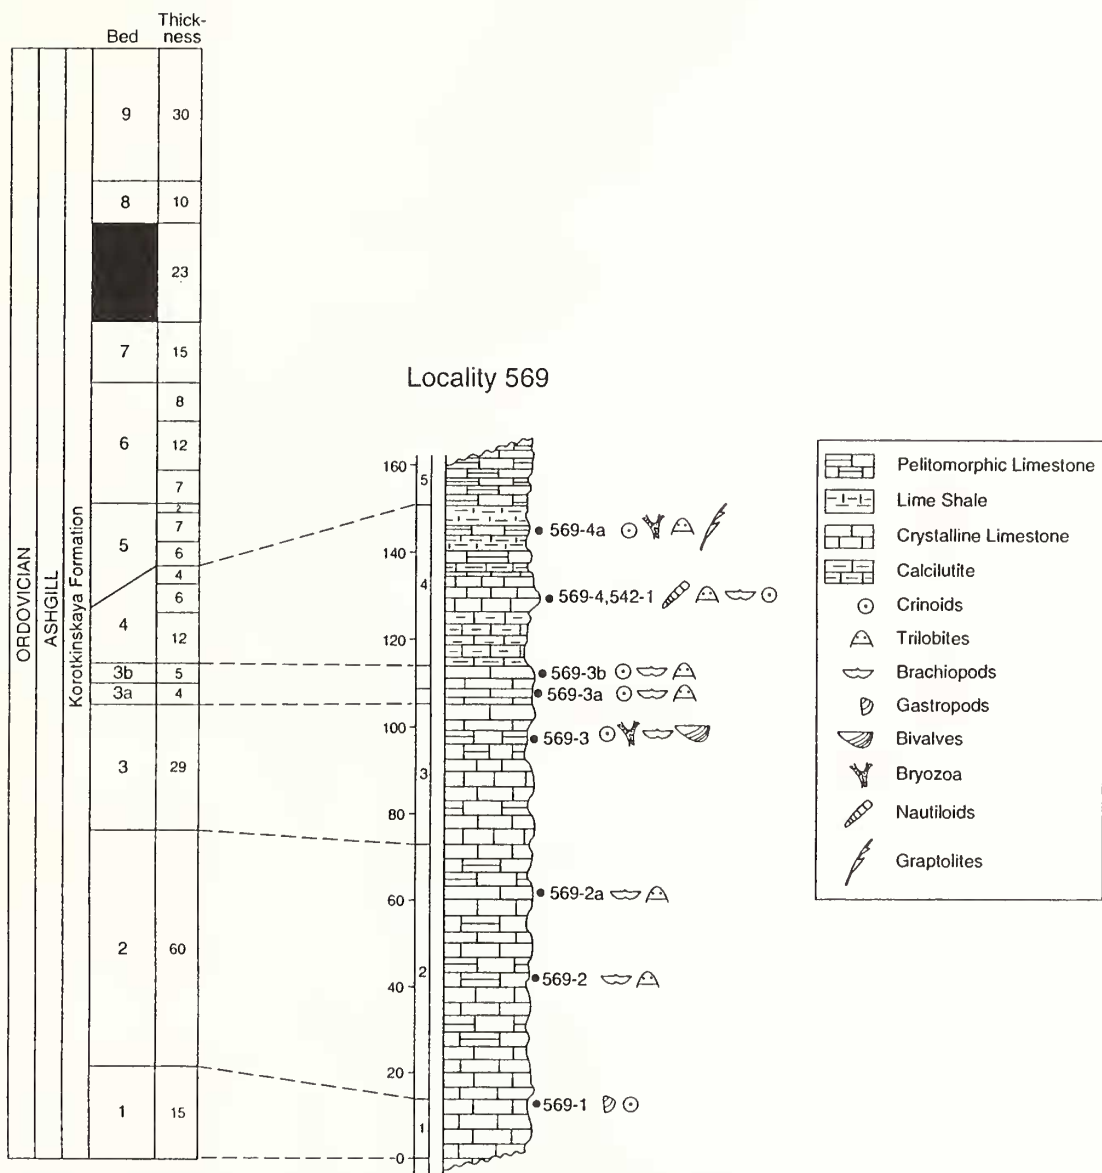 Thick-
Bed ness
9 30
8 10
23
7 15
8
6 12
7
2
5 7
6
4
6
4 12
3b 5
3a 4
3 29
2 60
1 15
ORDOVICIAN
ASHGILL
Korotkinskaya Formation
Locality 569
160
140
120
100
80
60
40
20
0
5
4
3
2
1
569-4a
569-4,542-1
569-3b
569-3a
569-3
569-2a
569-2
569-1
Pelitomorphic Limestone
Lime Shale
Crystalline Limestone
Calcilutite
Crinoids
Trilobites
Brachiopods
Gastropods
Bivalves
Bryozoa
Nautiloids
Graptolites